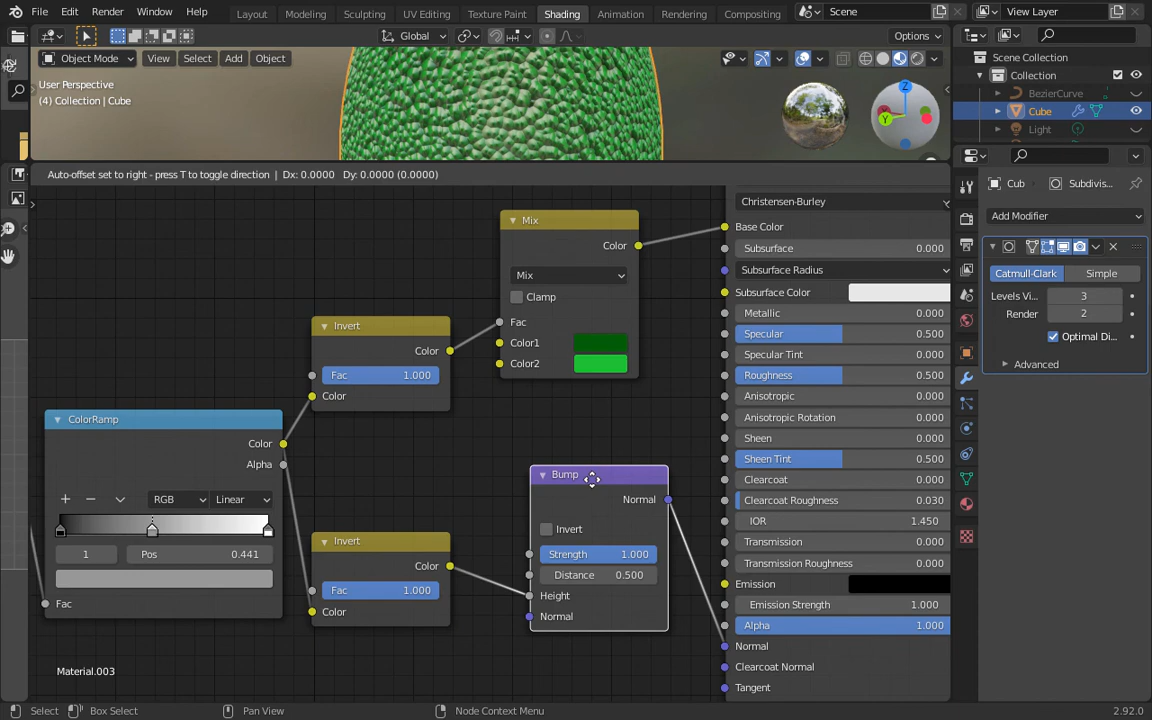 File Edit Render Window Help
Layout Modeling Sculpting UV Editing Texture Paint Shading Animation Rendering Compositing
Scene
View Layer
Object Mode
View Select Add Object
Global
Options
User Perspective
(4) Collection | Cube
Z
Y
Auto-offset set to right - press T to toggle direction | Dx: 0.0000 Dy: 0.0000 (0.0000)
Mix
Color
Mix
Clamp
Fac
Color1
Color2
Invert
Color
Fac 1.000
Color
ColorRamp
Color
Alpha
RGB
Linear
1
Pos 0.441
Fac
Invert
Color
Fac 1.000
Color
Bump
Normal
Invert
Strength 1.000
Distance 0.500
Height
Normal
Christensen-Burley
Base Color
Subsurface 0.000
Subsurface Radius
Subsurface Color
Metallic 0.000
Specular 0.500
Specular Tint 0.000
Roughness 0.500
Anisotropic 0.000
Anisotropic Rotation 0.000
Sheen 0.000
Sheen Tint 0.500
Clearcoat 0.000
Clearcoat Roughness 0.030
IOR 1.450
Transmission 0.000
Transmission Roughness 0.000
Emission
Emission Strength 1.000
Alpha 1.000
Normal
Clearcoat Normal
Tangent
Material.003
Scene Collection
Collection
BezierCurve
Cube
Light
Cub
Subdivis...
Add Modifier
Catmull-Clark
Simple
Levels Vi... 3
Render 2
Optimal Di...
Advanced
Select
Box Select
Pan View
Node Context Menu
2.92.0